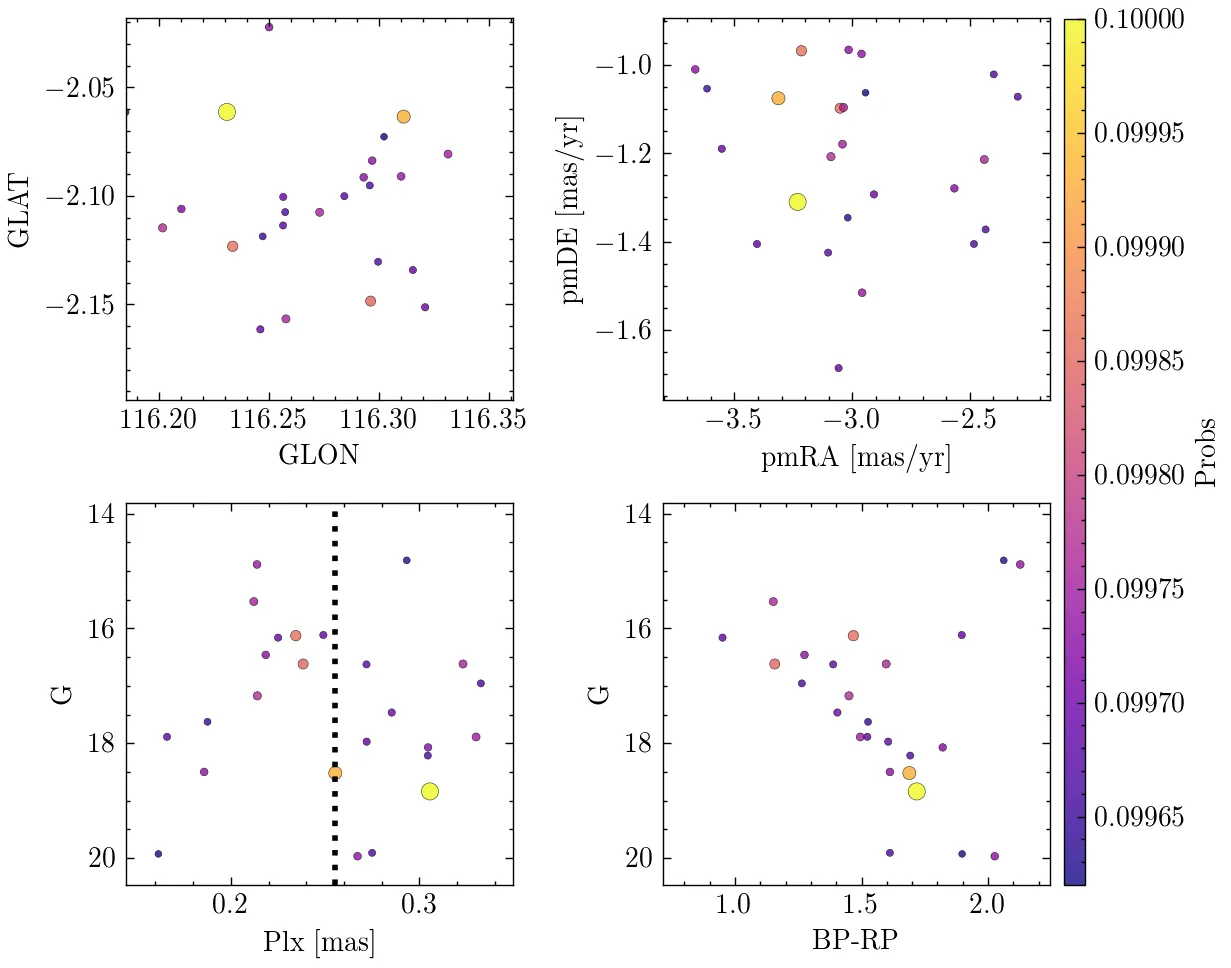 −2.05
−2.10
−2.15
GLAT
116.20 116.25 116.30 116.35
GLON
−1.0
−1.2
−1.4
−1.6
pmDE [mas/yr]
−3.5 −3.0 −2.5
pmRA [mas/yr]
14
16
18
20
G
0.2 0.3
Plx [mas]
14
16
18
20
G
1.0 1.5 2.0
BP-RP
0.10000
0.09995
0.09990
0.09985
0.09980
0.09975
0.09970
0.09965
Probs